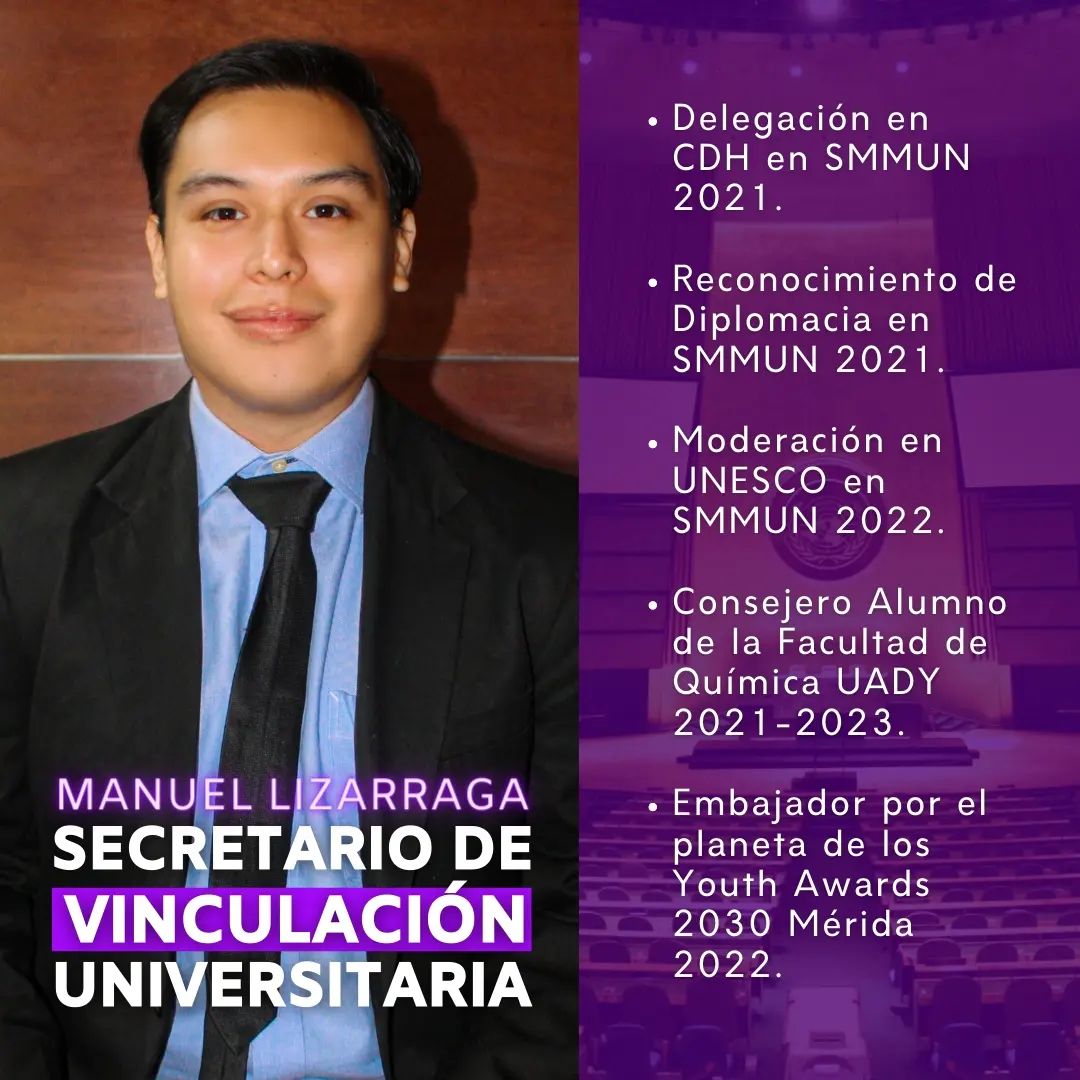 MANUEL LIZARRAGA
SECRETARIO DE
VINCULACIÓN
UNIVERSITARIA
• Delegación en
CDH en SMMUN
2021.
• Reconocimiento de
Diplomacia en
SMMUN 2021.
• Moderación en
UNESCO en
SMMUN 2022.
• Consejero Alumno
de la Facultad de
Química UADY
2021-2023.
• Embajador por el
planeta de los
Youth Awards
2030 Mérida
2022.